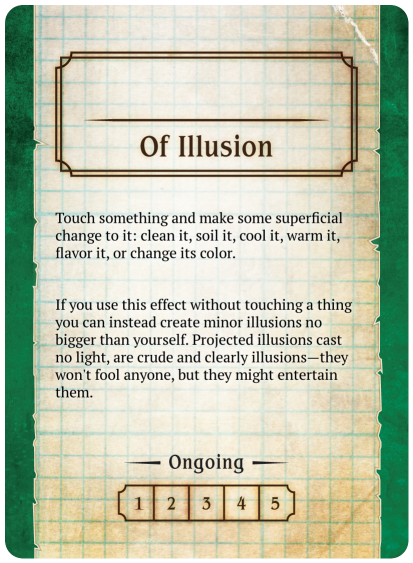 Of Illusion
Touch something and make some superficial
change to it: clean it, soil it, cool it, warm it,
flavor it, or change its color.
If you use this effect without touching a thing
you can instead create minor illusions no
bigger than yourself. Projected illusions cast
no light, are crude and clearly illusions—they
won't fool anyone, but they might entertain
them.
Ongoing
1 2 3 4 5